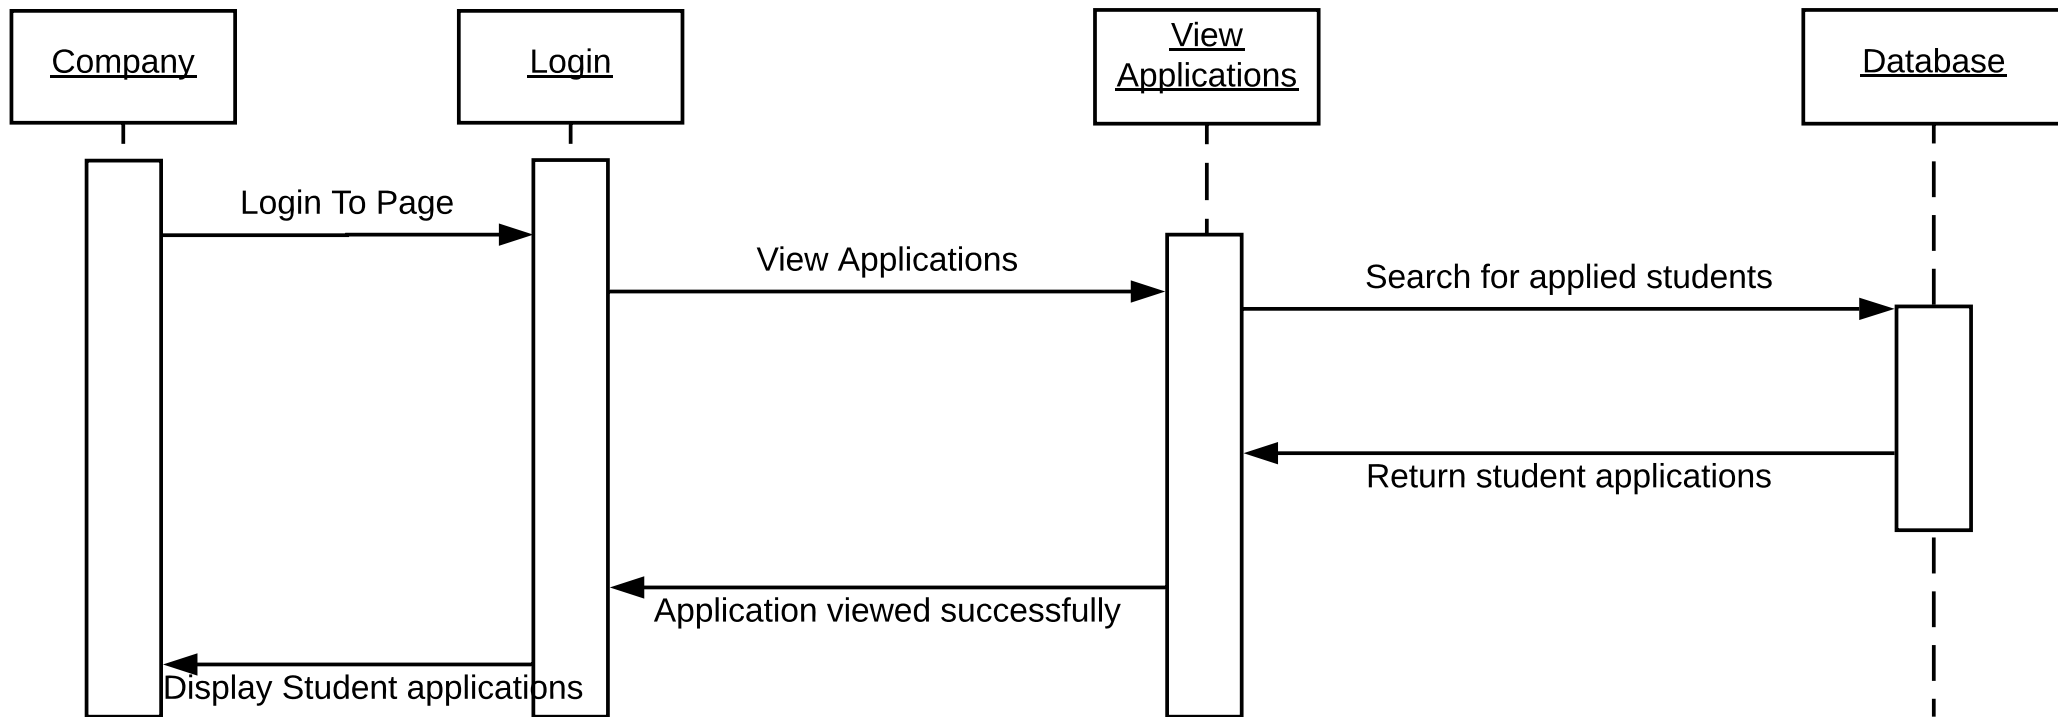 Company
Login
View
Applications
Database
Login To Page
View Applications
Search for applied students
Return student applications
Application viewed successfully
Display Student applications